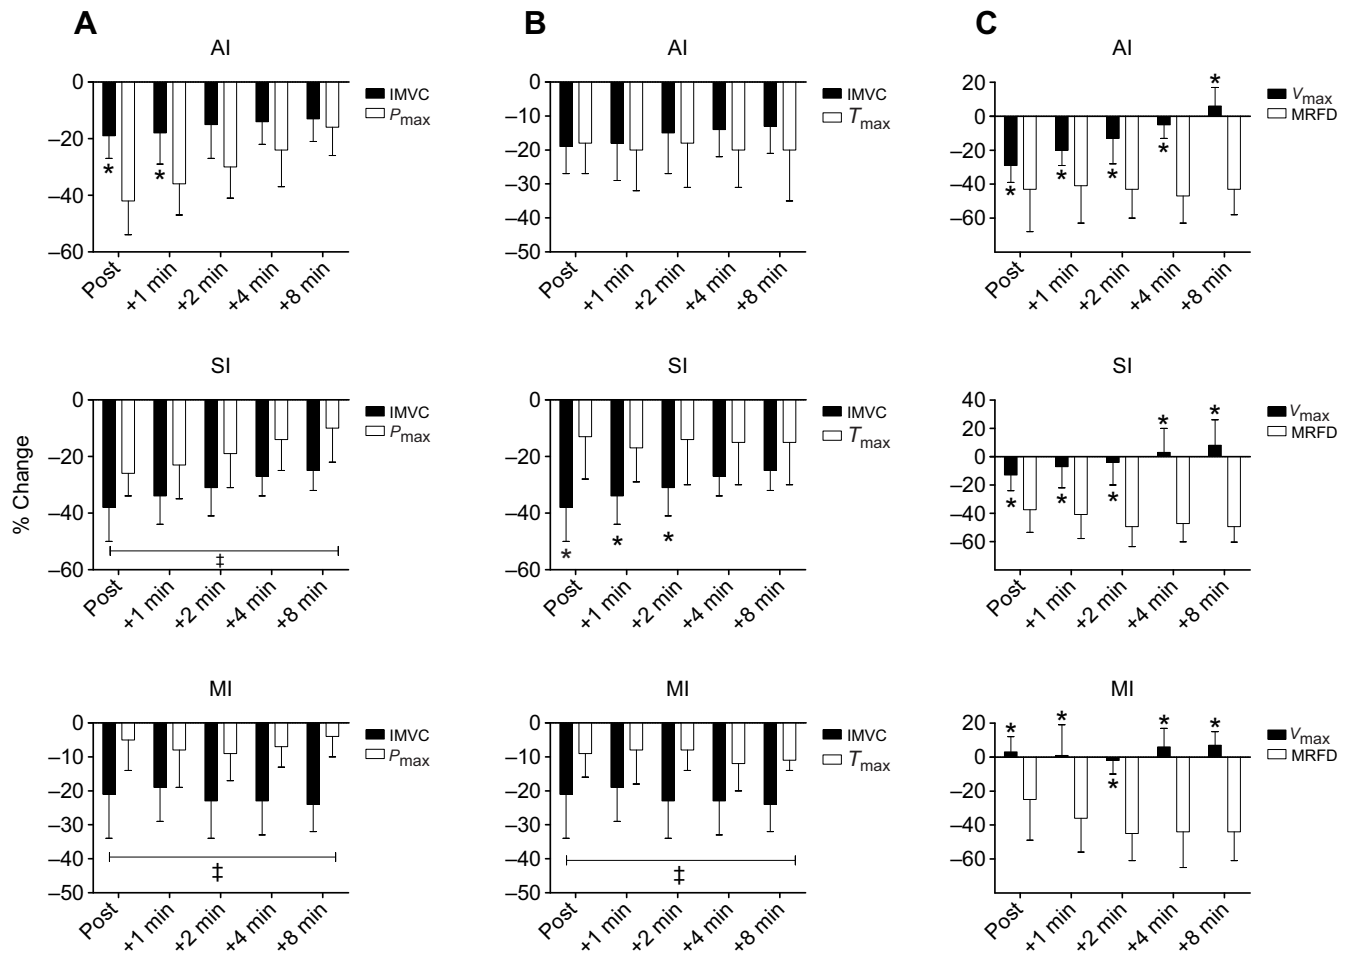 A
AI
0
–20
–40
–60
IMVC
Pmax
*
*
Post
+1 min
+2 min
+4 min
+8 min
B
AI
0
–10
–20
–30
–40
–50
IMVC
Tmax
Post
+1 min
+2 min
+4 min
+8 min
C
AI
20
0
–20
–40
–60
Vmax
MRFD
*
*
*
*
*
Post
+1 min
+2 min
+4 min
+8 min
% Change
SI
0
–20
–40
–60
IMVC
Pmax
‡
Post
+1 min
+2 min
+4 min
+8 min
SI
0
–20
–40
–60
IMVC
Tmax
*
*
*
Post
+1 min
+2 min
+4 min
+8 min
SI
40
20
0
–20
–40
–60
Vmax
MRFD
*
*
*
*
*
Post
+1 min
+2 min
+4 min
+8 min
MI
0
–10
–20
–30
–40
–50
IMVC
Pmax
‡
Post
+1 min
+2 min
+4 min
+8 min
MI
0
–10
–20
–30
–40
–50
IMVC
Tmax
‡
Post
+1 min
+2 min
+4 min
+8 min
MI
20
0
–20
–40
–60
Vmax
MRFD
*
*
*
*
*
Post
+1 min
+2 min
+4 min
+8 min